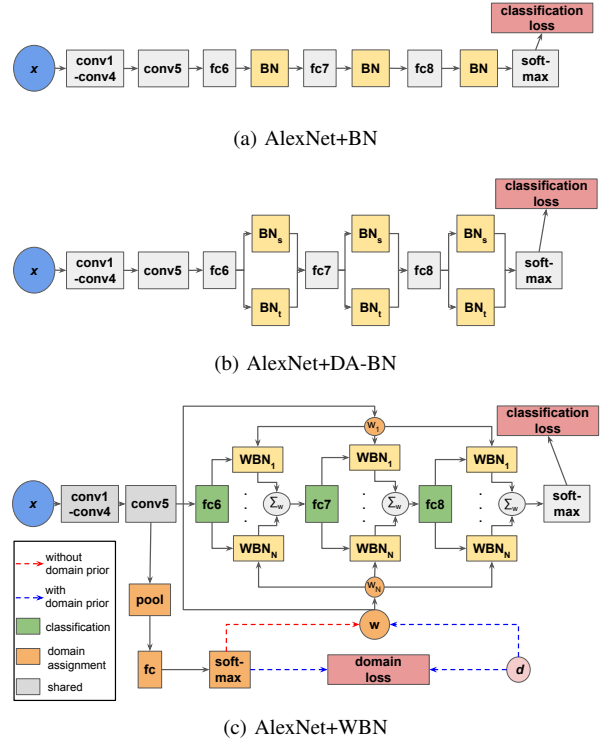 classification
loss
x
conv1
-conv4
conv5
fc6
BN
fc7
BN
fc8
BN
soft-
max
(a) AlexNet+BN
classification
loss
x
conv1
-conv4
conv5
fc6
BNs
BNt
fc7
BNs
BNt
fc8
BNs
BNt
soft-
max
(b) AlexNet+DA-BN
classification
loss
w1
x
conv1
-conv4
conv5
fc6
WBN1
Σw
WBNN
fc7
WBN1
Σw
WBNN
fc8
WBN1
Σw
WBNN
soft-
max
wN
w
pool
fc
soft-
max
domain
loss
d
without
domain prior
with
domain prior
classification
domain
assignment
shared
(c) AlexNet+WBN